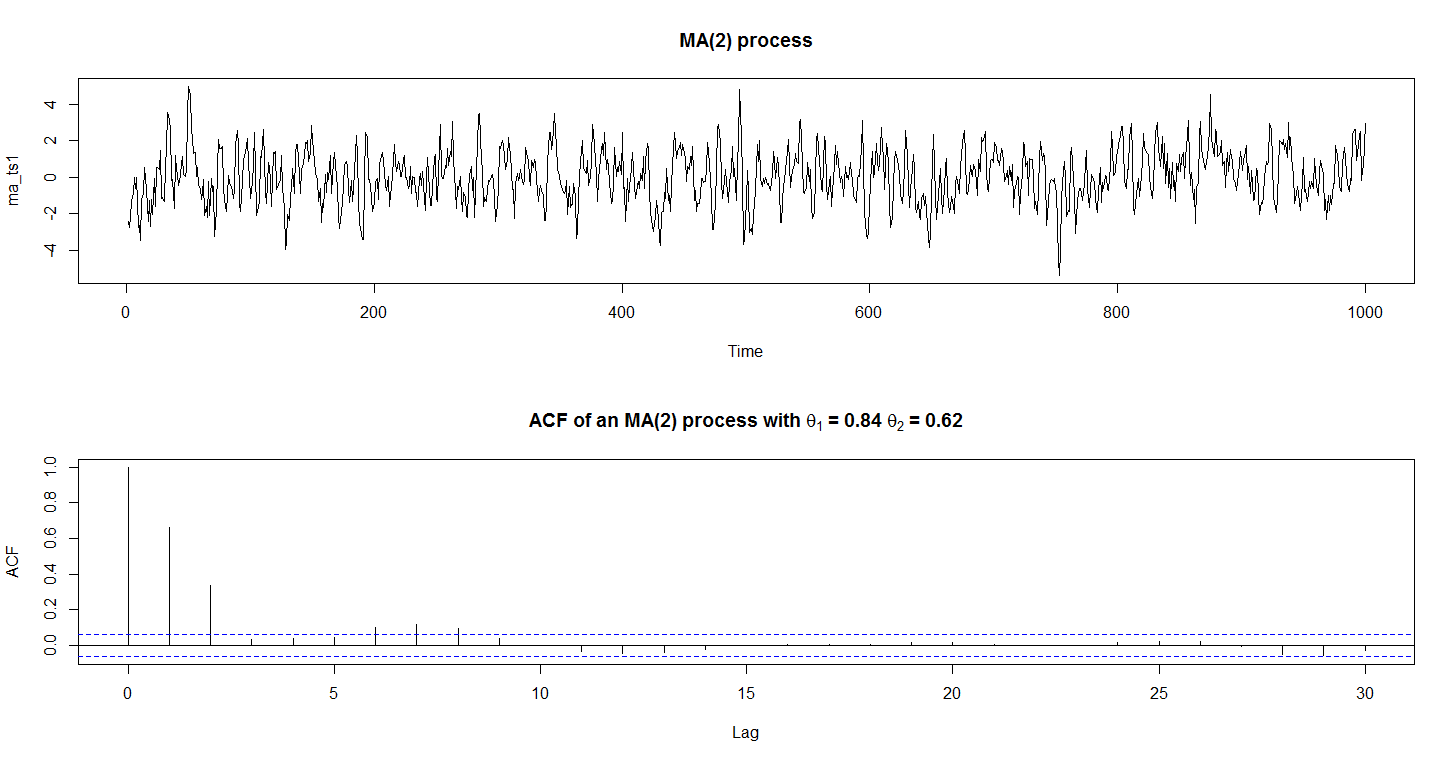 MA(2) process
ma_ts1
4
2
0
-2
-4
0 200 400 600 800 1000
Time
ACF of an MA(2) process with θ1 = 0.84 θ2 = 0.62
ACF
1.0
0.8
0.6
0.4
0.2
0.0
0 5 10 15 20 25 30
Lag